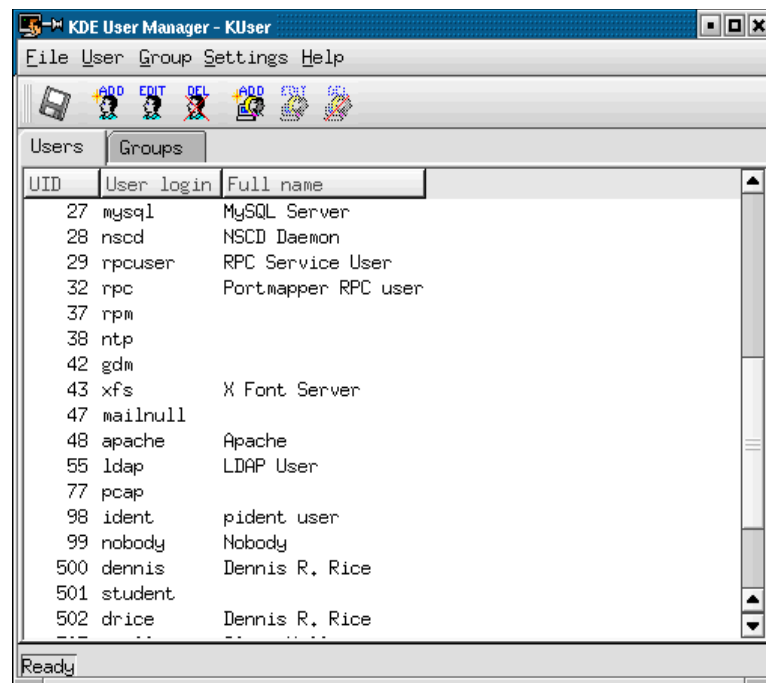 KDE User Manager - KUser
File User Group Settings Help
ADD EDIT DEL ADD EDIT DEL
Users Groups
UID User login Full name
27 mysql MySQL Server
28 nscd NSCD Daemon
29 rpcuser RPC Service User
32 rpc Portmapper RPC user
37 rpm
38 ntp
42 gdm
43 xfs X Font Server
47 mailnull
48 apache Apache
55 ldap LDAP User
77 pcap
98 ident pident user
99 nobody Nobody
500 dennis Dennis R. Rice
501 student
502 drice Dennis R. Rice
Ready